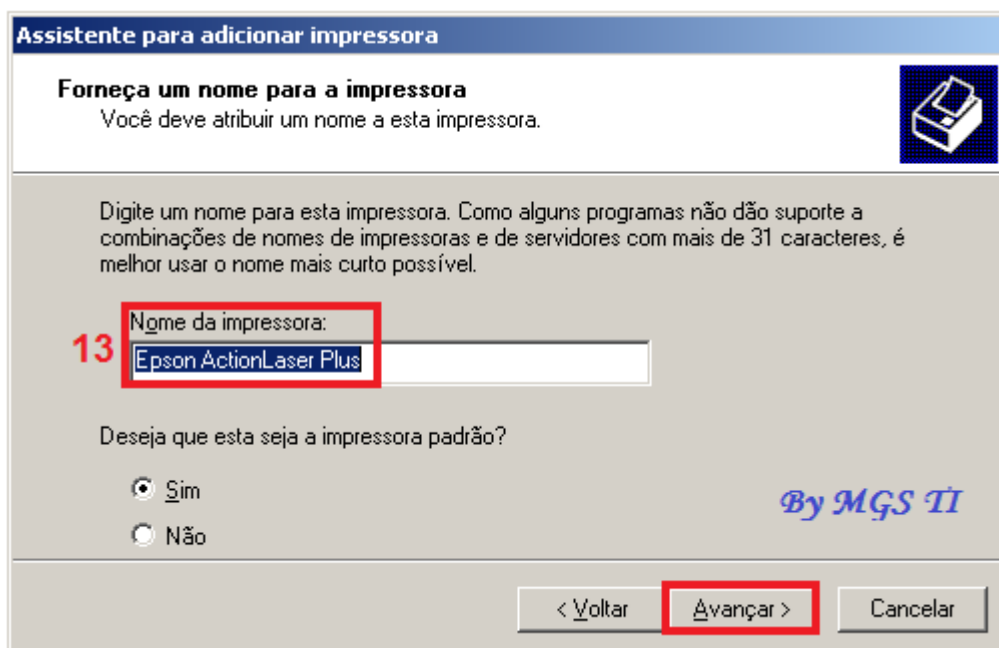 Assistente para adicionar impressora
Forneça um nome para a impressora
Você deve atribuir um nome a esta impressora.
Digite um nome para esta impressora. Como alguns programas não dão suporte a
combinações de nomes de impressoras e de servidores com mais de 31 caracteres, é
melhor usar o nome mais curto possível.
Nome da impressora:
13
Epson ActionLaser Plus
Deseja que esta seja a impressora padrão?
Sim
Não
By MGS TI
< Voltar
Avançar >
Cancelar